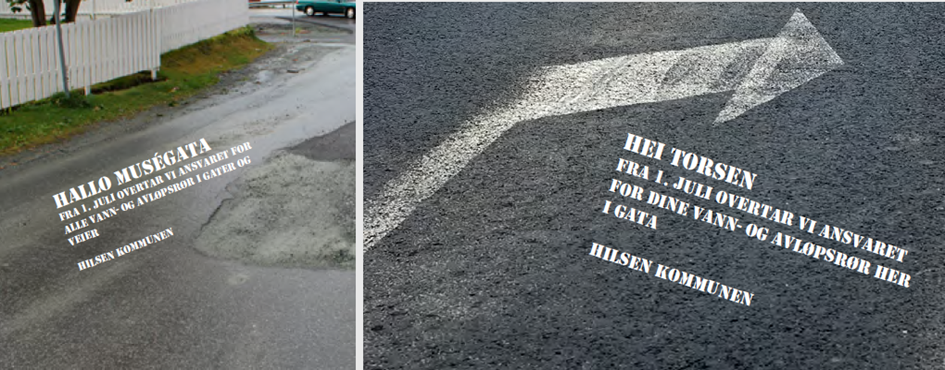 HALLO MUSÉGATA
FRA 1. JULI OVERTAR VI ANSVARET FOR
ALLE VANN- OG AVLØPSRØR I GATER OG
VEIER
HILSEN KOMMUNEN
HEI TORSEN
FRA 1. JULI OVERTAR VI ANSVARET
FOR DINE VANN- OG AVLØPSRØR HER
I GATA
HILSEN KOMMUNEN